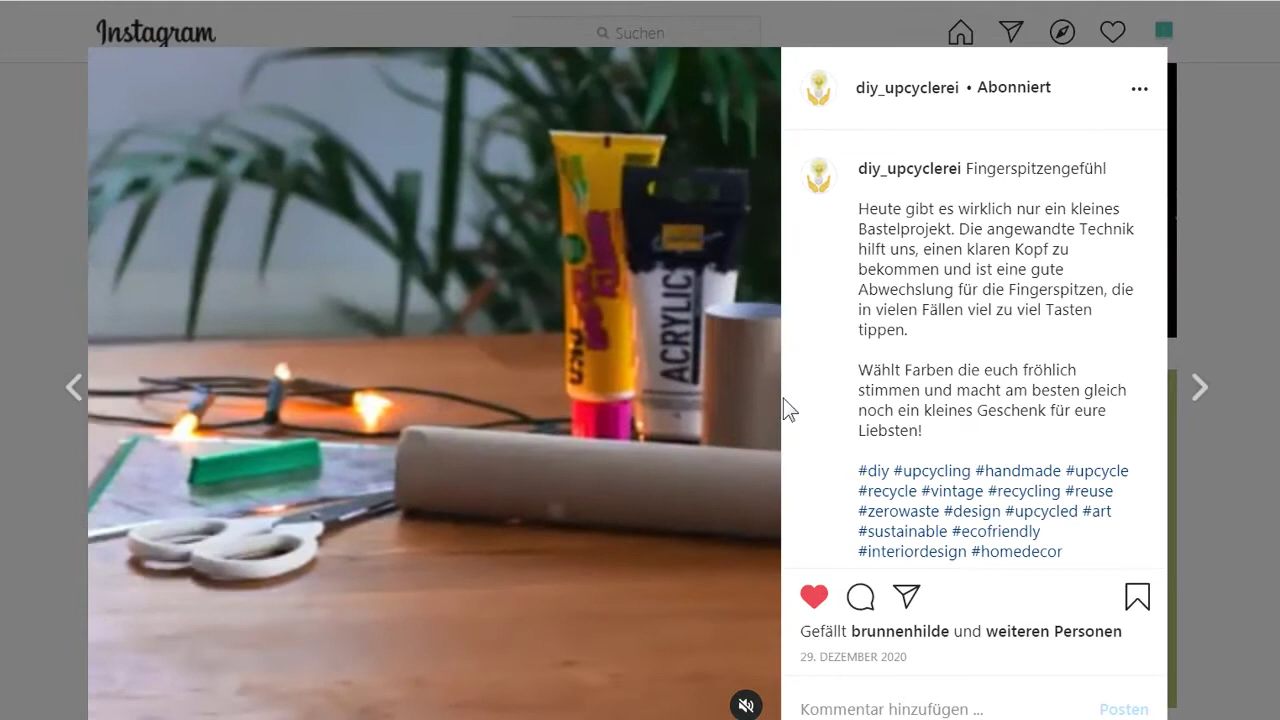 Instagram
Suchen
diy_upcyclerei • Abonniert
diy_upcyclerei Fingerspitzengefühl
Heute gibt es wirklich nur ein kleines
Bastelprojekt. Die angewandte Technik
hilft uns, einen klaren Kopf zu
bekommen und ist eine gute
Abwechslung für die Fingerspitzen, die
in vielen Fällen viel zu viel Tasten
tippen.
Wählt Farben die euch fröhlich
stimmen und macht am besten gleich
noch ein kleines Geschenk für eure
Liebsten!
#diy #upcycling #handmade #upcycle
#recycle #vintage #recycling #reuse
#zerowaste #design #upcycled #art
#sustainable #ecofriendly
#interiordesign #homedecor
Gefällt brunnenhilde und weiteren Personen
29. DEZEMBER 2020
Kommentar hinzufügen ...
Posten
ACRYLIC